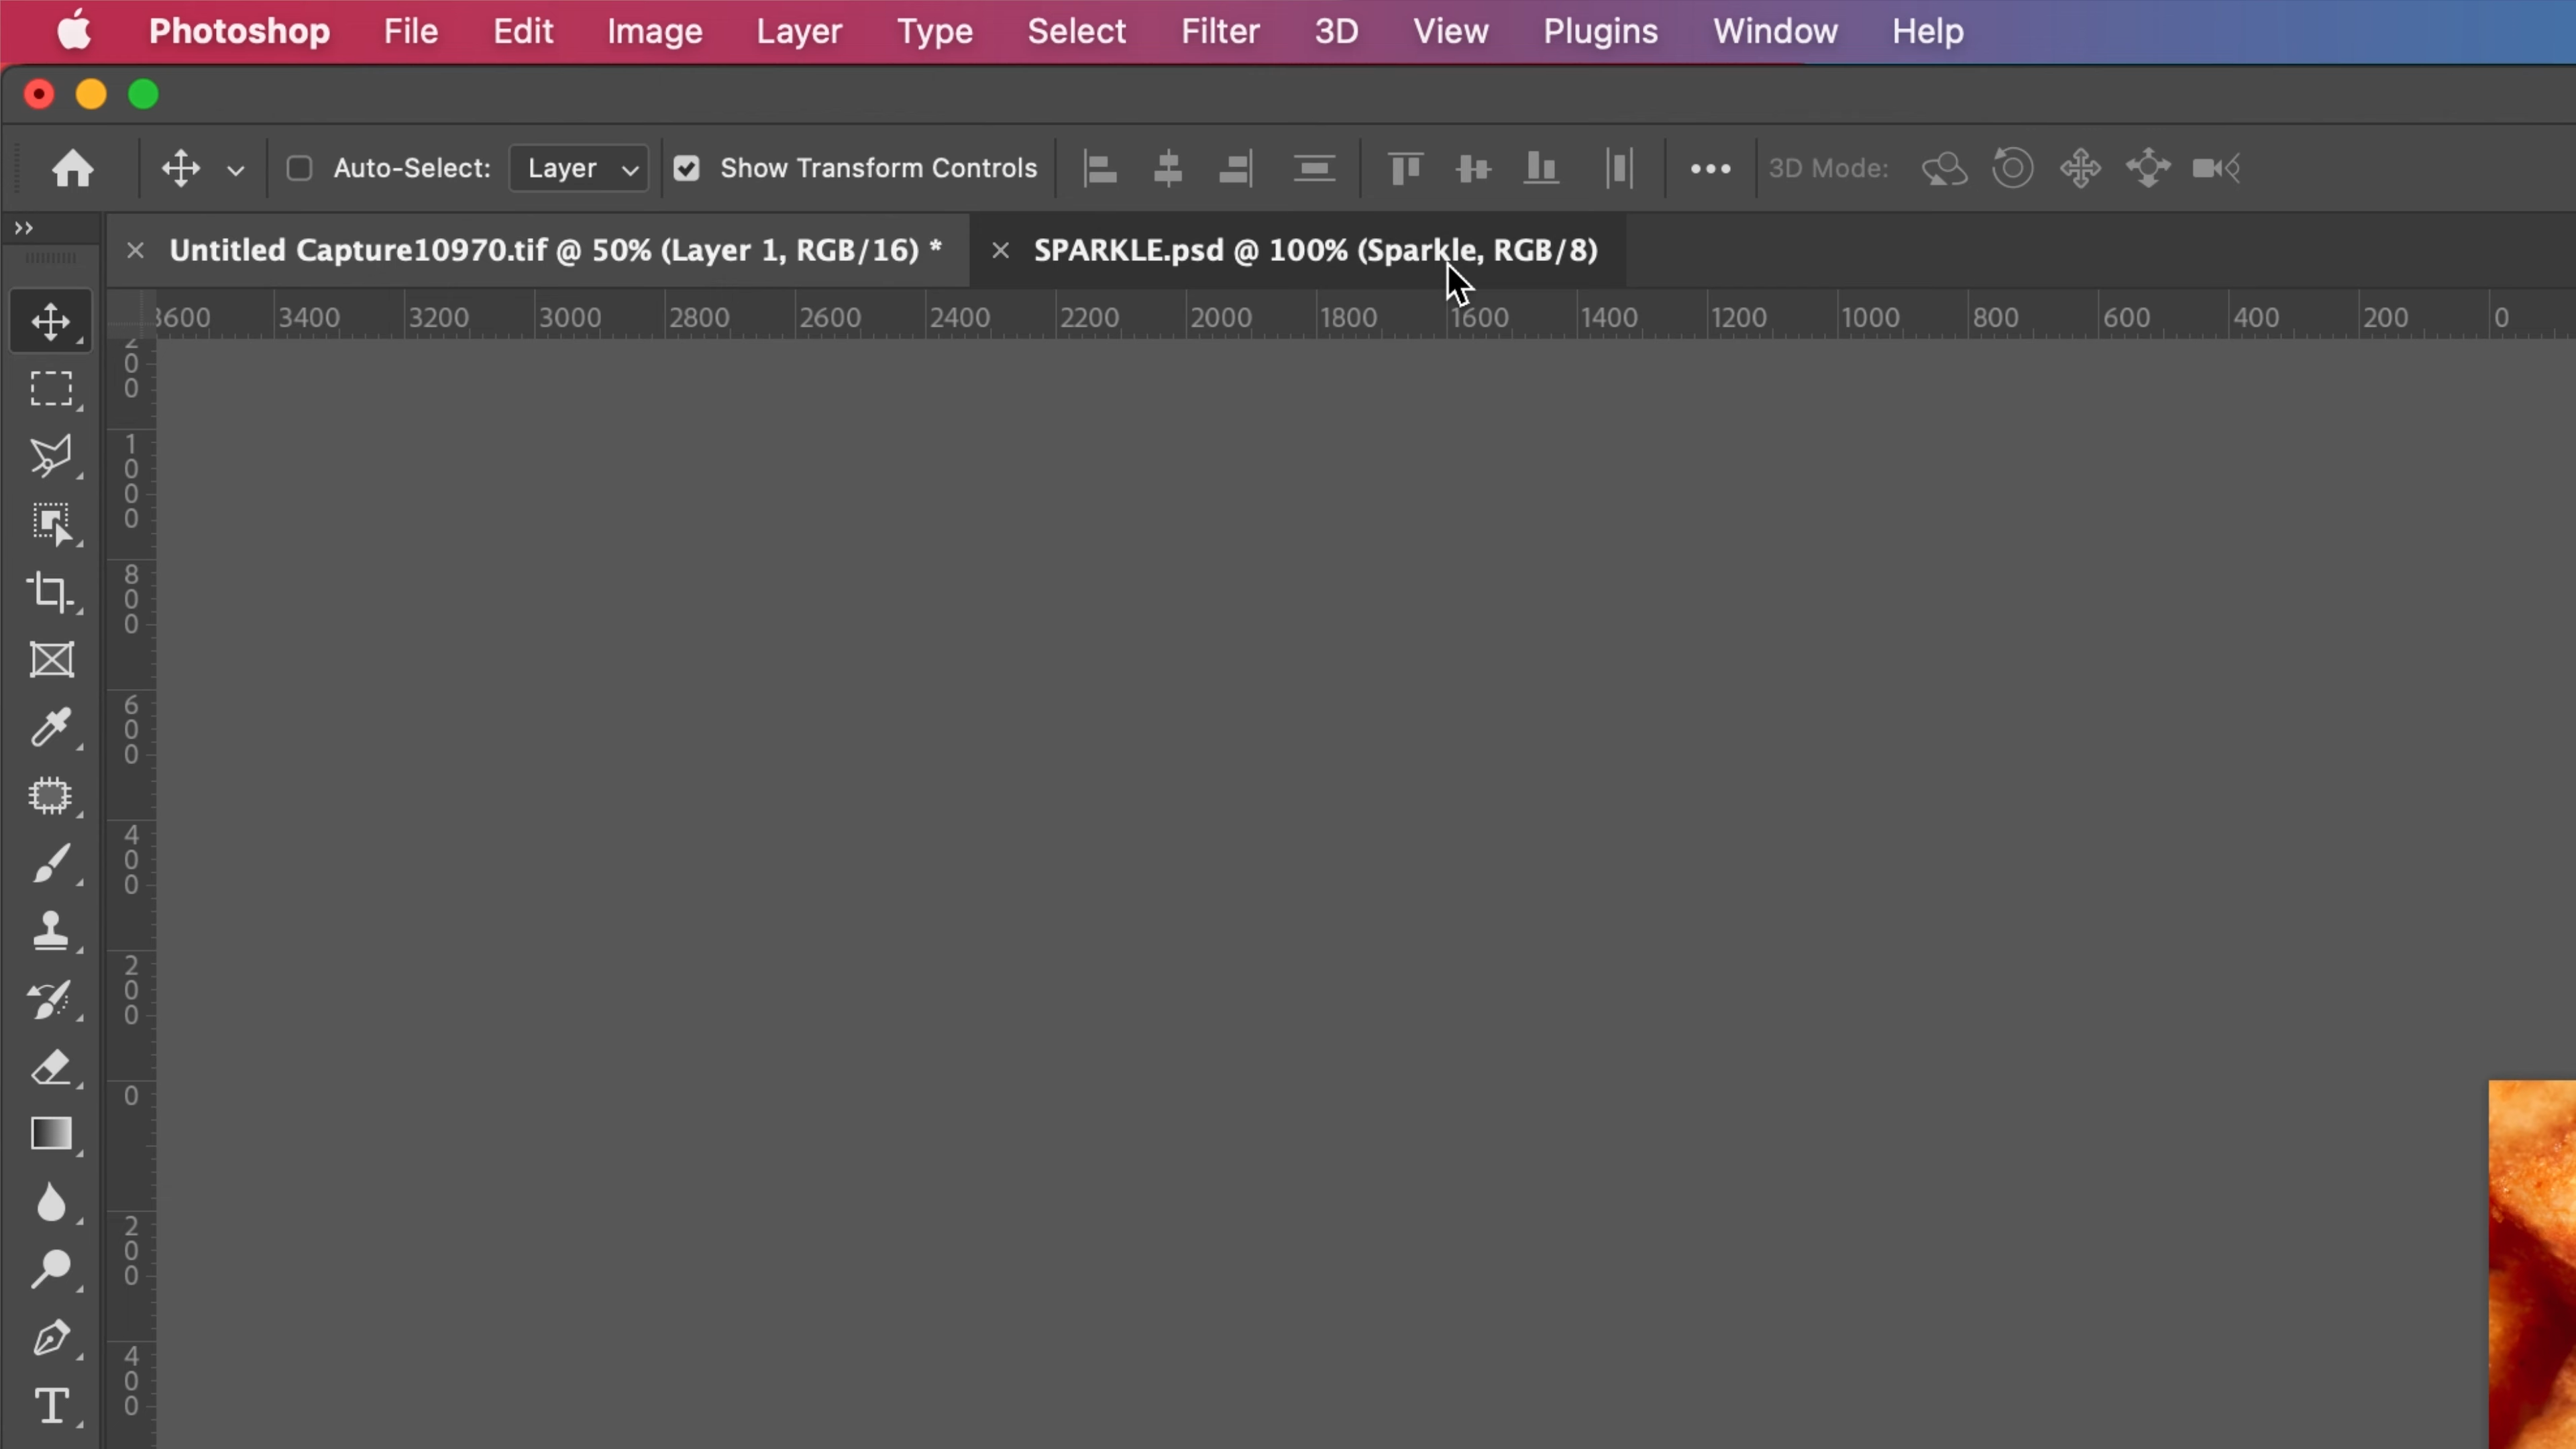 Photoshop File Edit Image Layer Type Select Filter 3D View Plugins Window Help
Auto-Select: Layer Show Transform Controls 3D Mode:
Untitled Capture10970.tif @ 50% (Layer 1, RGB/16) * SPARKLE.psd @ 100% (Sparkle, RGB/8)
3600 3400 3200 3000 2800 2600 2400 2200 2000 1800 1600 1400 1200 1000 800 600 400 200 0
200
1000
800
600
400
200
0
200
400